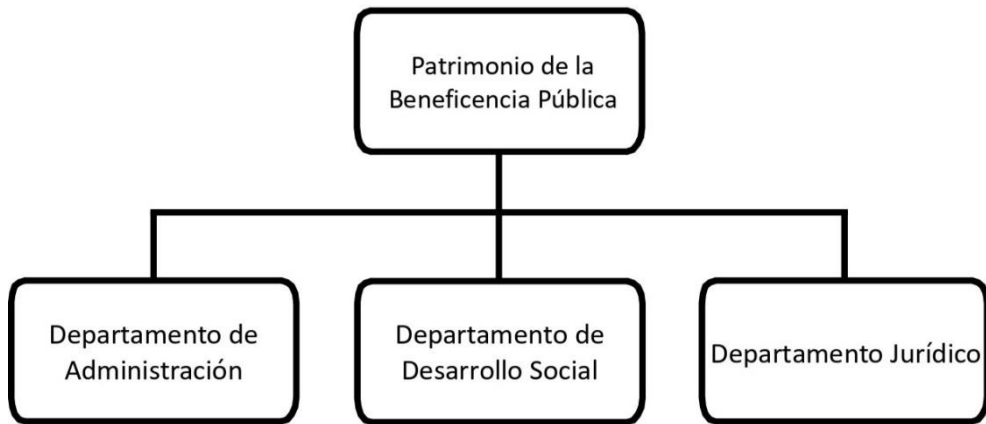 Patrimonio de la
Beneficencia Pública
Departamento de
Administración
Departamento de
Desarrollo Social
Departamento Jurídico